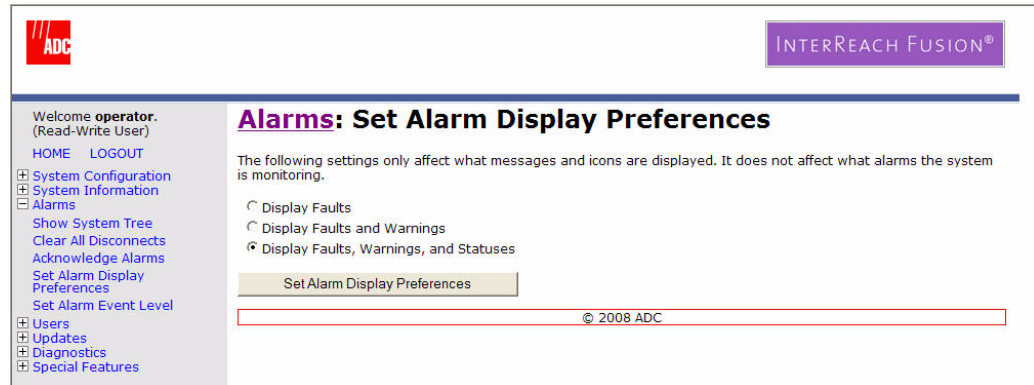 ADC
INTERREACH FUSION®
Welcome operator.
(Read-Write User)
HOME LOGOUT
System Configuration
System Information
Alarms
Show System Tree
Clear All Disconnects
Acknowledge Alarms
Set Alarm Display
Preferences
Set Alarm Event Level
Users
Updates
Diagnostics
Special Features
Alarms: Set Alarm Display Preferences
The following settings only affect what messages and icons are displayed. It does not affect what alarms the system
is monitoring.
Display Faults
Display Faults and Warnings
Display Faults, Warnings, and Statuses
Set Alarm Display Preferences
© 2008 ADC